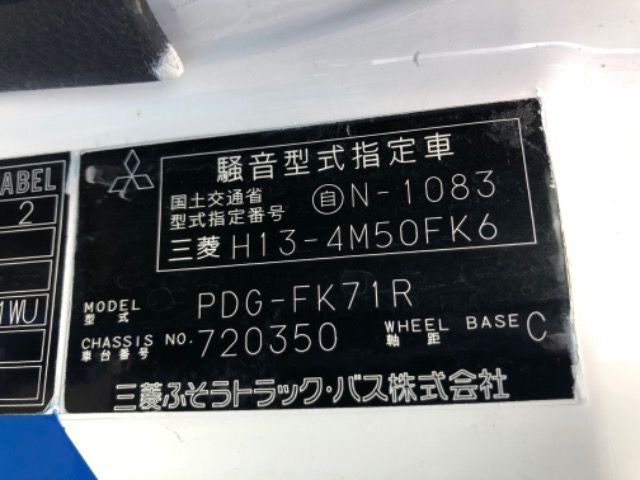 ABEL
2
1WU
騒音型式指定車
国土交通省
型式指定番号 自N-1083
三菱 H13-4M50FK6
MODEL
型式 PDG-FK71R
CHASSIS NO.
車台番号 720350
WHEEL BASE
軸距 C
三菱ふそうトラック・バス株式会社